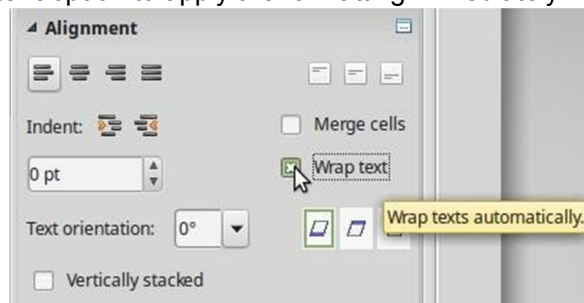 Alignment
Indent:
Merge cells
0 pt
Wrap text
Wrap texts automatically.
Text orientation: 0°
Vertically stacked